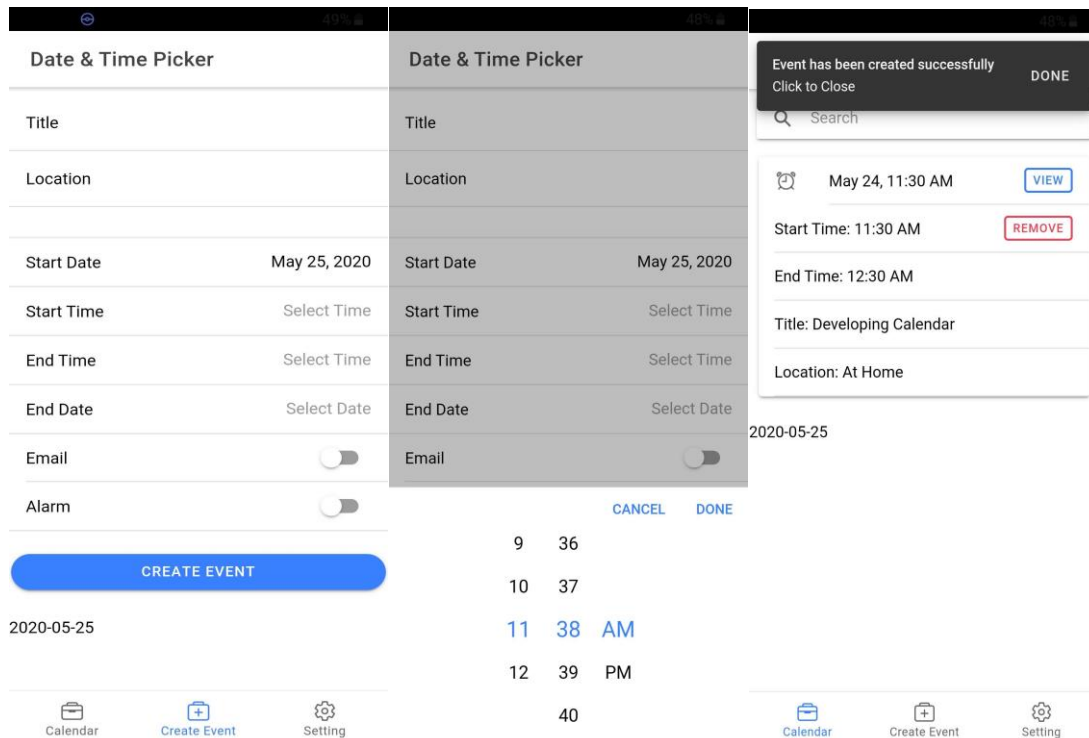 49%
Date & Time Picker
Title
Location
Start Date May 25, 2020
Start Time Select Time
End Time Select Time
End Date Select Date
Email
Alarm
CREATE EVENT
2020-05-25
Calendar Create Event Setting
48%
Date & Time Picker
Title
Location
Start Date May 25, 2020
Start Time Select Time
End Time Select Time
End Date Select Date
Email
CANCEL DONE
9 36
10 37
11 38 AM
12 39 PM
40
48%
Event has been created successfully
Click to Close
DONE
Search
May 24, 11:30 AM VIEW
Start Time: 11:30 AM REMOVE
End Time: 12:30 AM
Title: Developing Calendar
Location: At Home
2020-05-25
Calendar Create Event Setting